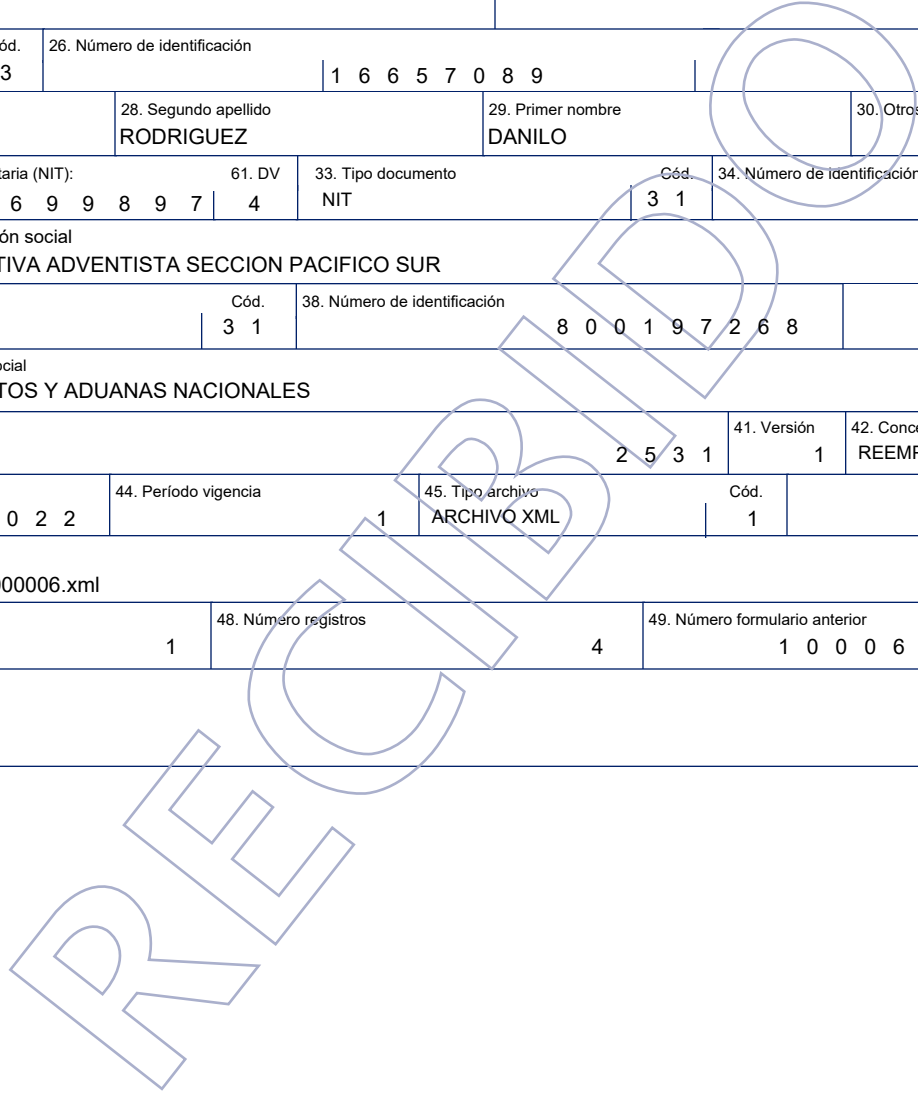 ód. 26. Número de identificación
3 1 6 6 5 7 0 8 9
28. Segundo apellido 29. Primer nombre 30. Otros
RODRIGUEZ DANILO
taria (NIT): 61. DV 33. Tipo documento Cód. 34. Número de identificación
6 9 9 8 9 7 4 NIT 3 1
ón social
TIVA ADVENTISTA SECCION PACIFICO SUR
Cód. 38. Número de identificación
3 1 8 0 0 1 9 7 2 6 8
ocial
TOS Y ADUANAS NACIONALES
41. Versión 42. Conce
2 5 3 1 1 REEMP
44. Período vigencia 45. Tipo archivo Cód.
0 2 2 1 ARCHIVO XML 1
00006.xml
48. Número registros 49. Número formulario anterior
1 4 1 0 0 0 6
RECIBIDO